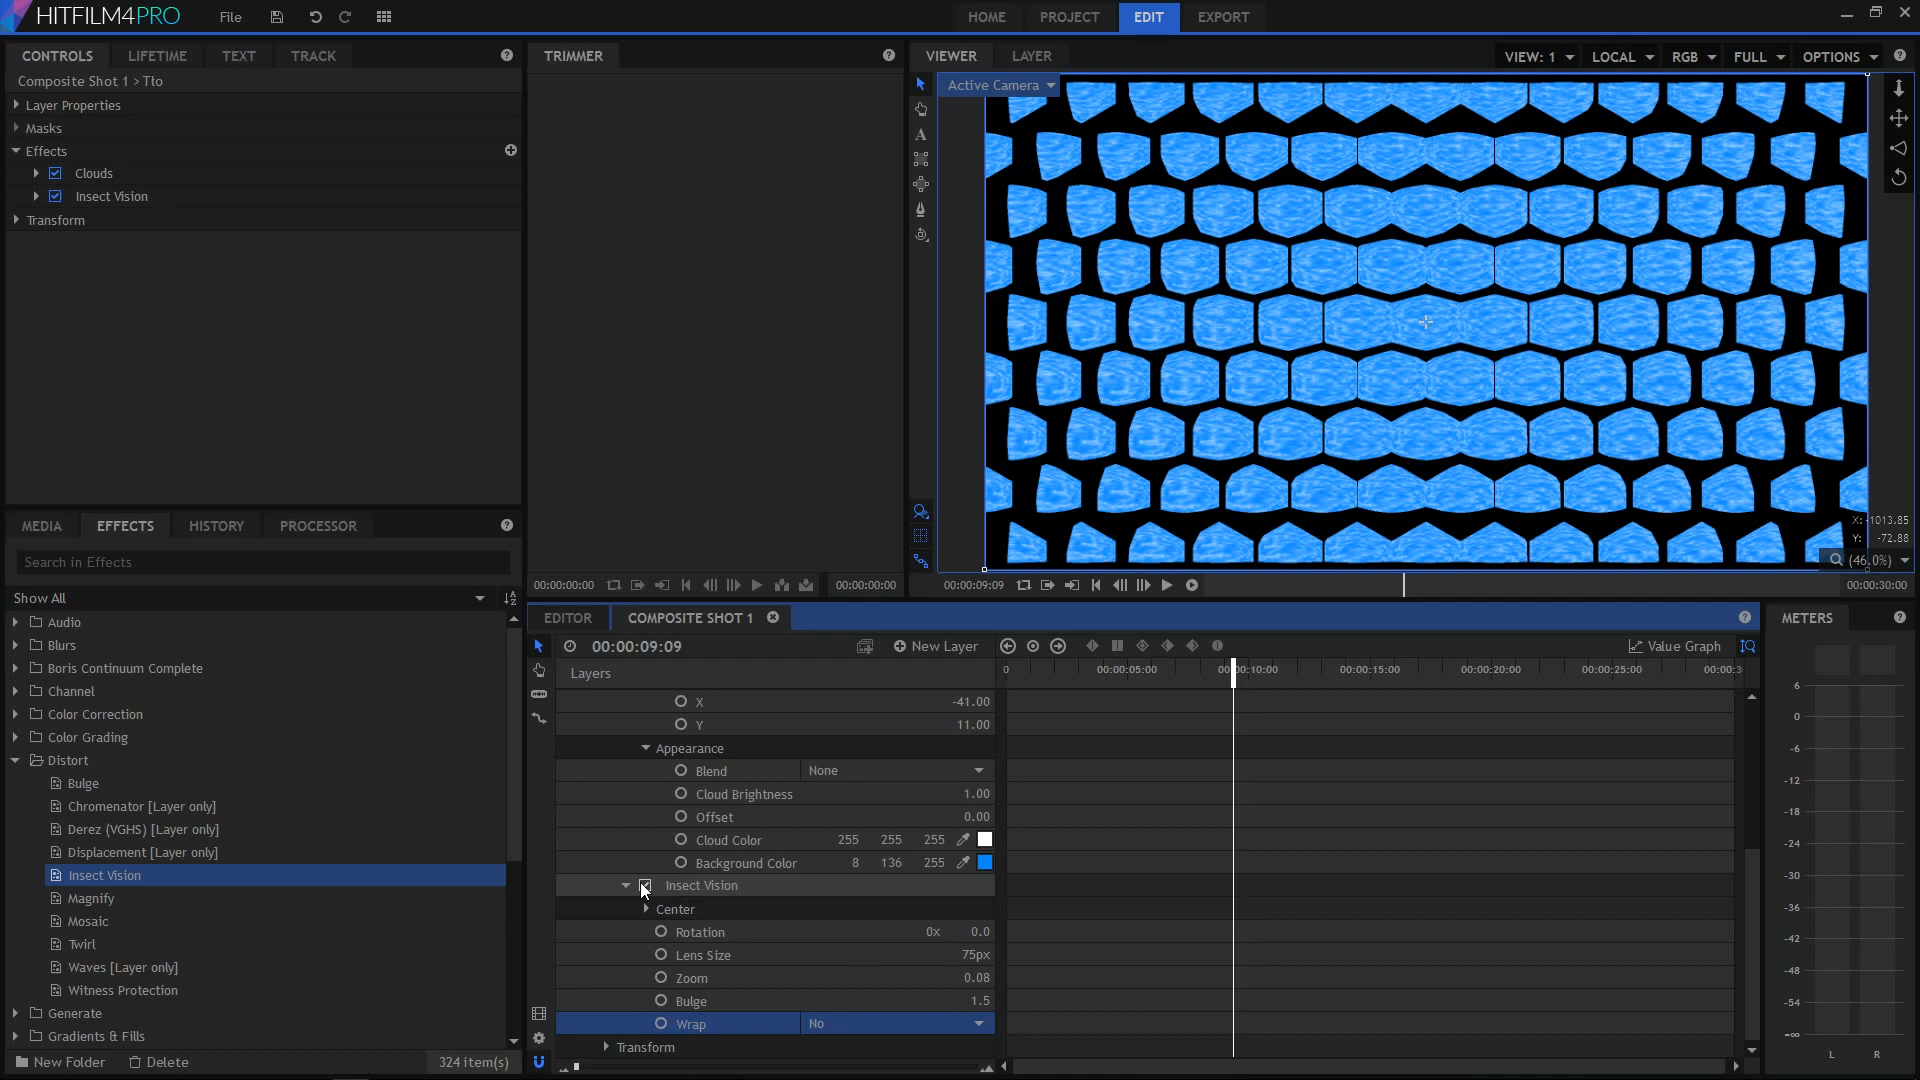 HITFILM4PRO
File
HOME
PROJECT
EDIT
EXPORT
CONTROLS
LIFETIME
TEXT
TRACK
TRIMMER
VIEWER
LAYER
VIEW: 1
LOCAL
RGB
FULL
OPTIONS
Composite Shot 1 > Tło
Layer Properties
Masks
Effects
Clouds
Insect Vision
Transform
Active Camera
X: -1013.85
Y: -72.88
(46.0%)
00:00:00:00
00:00:00:00
00:00:09:09
00:00:30:00
MEDIA
EFFECTS
HISTORY
PROCESSOR
Search in Effects
Show All
Audio
Blurs
Boris Continuum Complete
Channel
Color Correction
Color Grading
Distort
Bulge
Chromenator [Layer only]
Derez (VGHS) [Layer only]
Displacement [Layer only]
Insect Vision
Magnify
Mosaic
Twirl
Waves [Layer only]
Witness Protection
Generate
Gradients & Fills
New Folder
Delete
324 item(s)
EDITOR
COMPOSITE SHOT 1
00:00:09:09
New Layer
Value Graph
Layers
0
00:00:05:00
00:00:10:00
00:00:15:00
00:00:20:00
00:00:25:00
00:00:3
X -41.00
Y 11.00
Appearance
Blend None
Cloud Brightness 1.00
Offset 0.00
Cloud Color 255 255 255
Background Color 8 136 255
Insect Vision
Center
Rotation 0x 0.0
Lens Size 75px
Zoom 0.08
Bulge 1.5
Wrap No
Transform
METERS
6
0
-6
-12
-18
-24
-30
-36
-42
-48
-54
-∞
L R